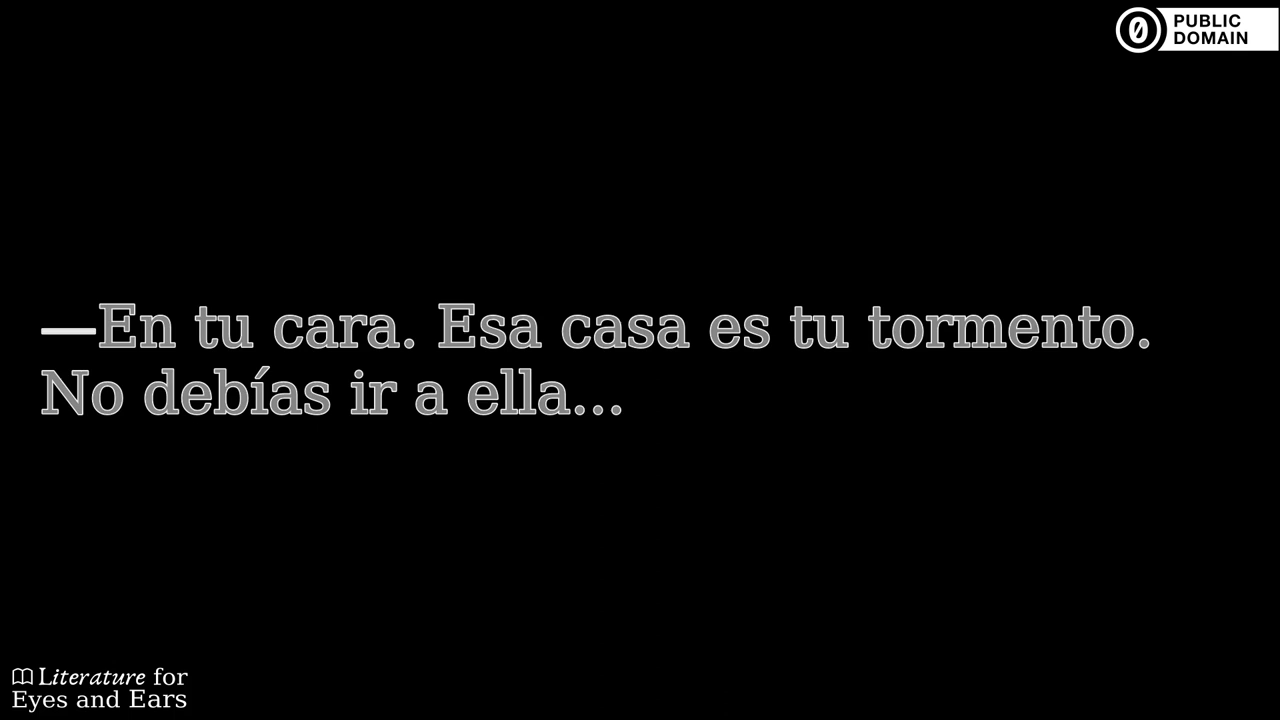 PUBLIC
DOMAIN
—En tu cara. Esa casa es tu tormento.
No debías ir a ella...
Literature for
Eyes and Ears